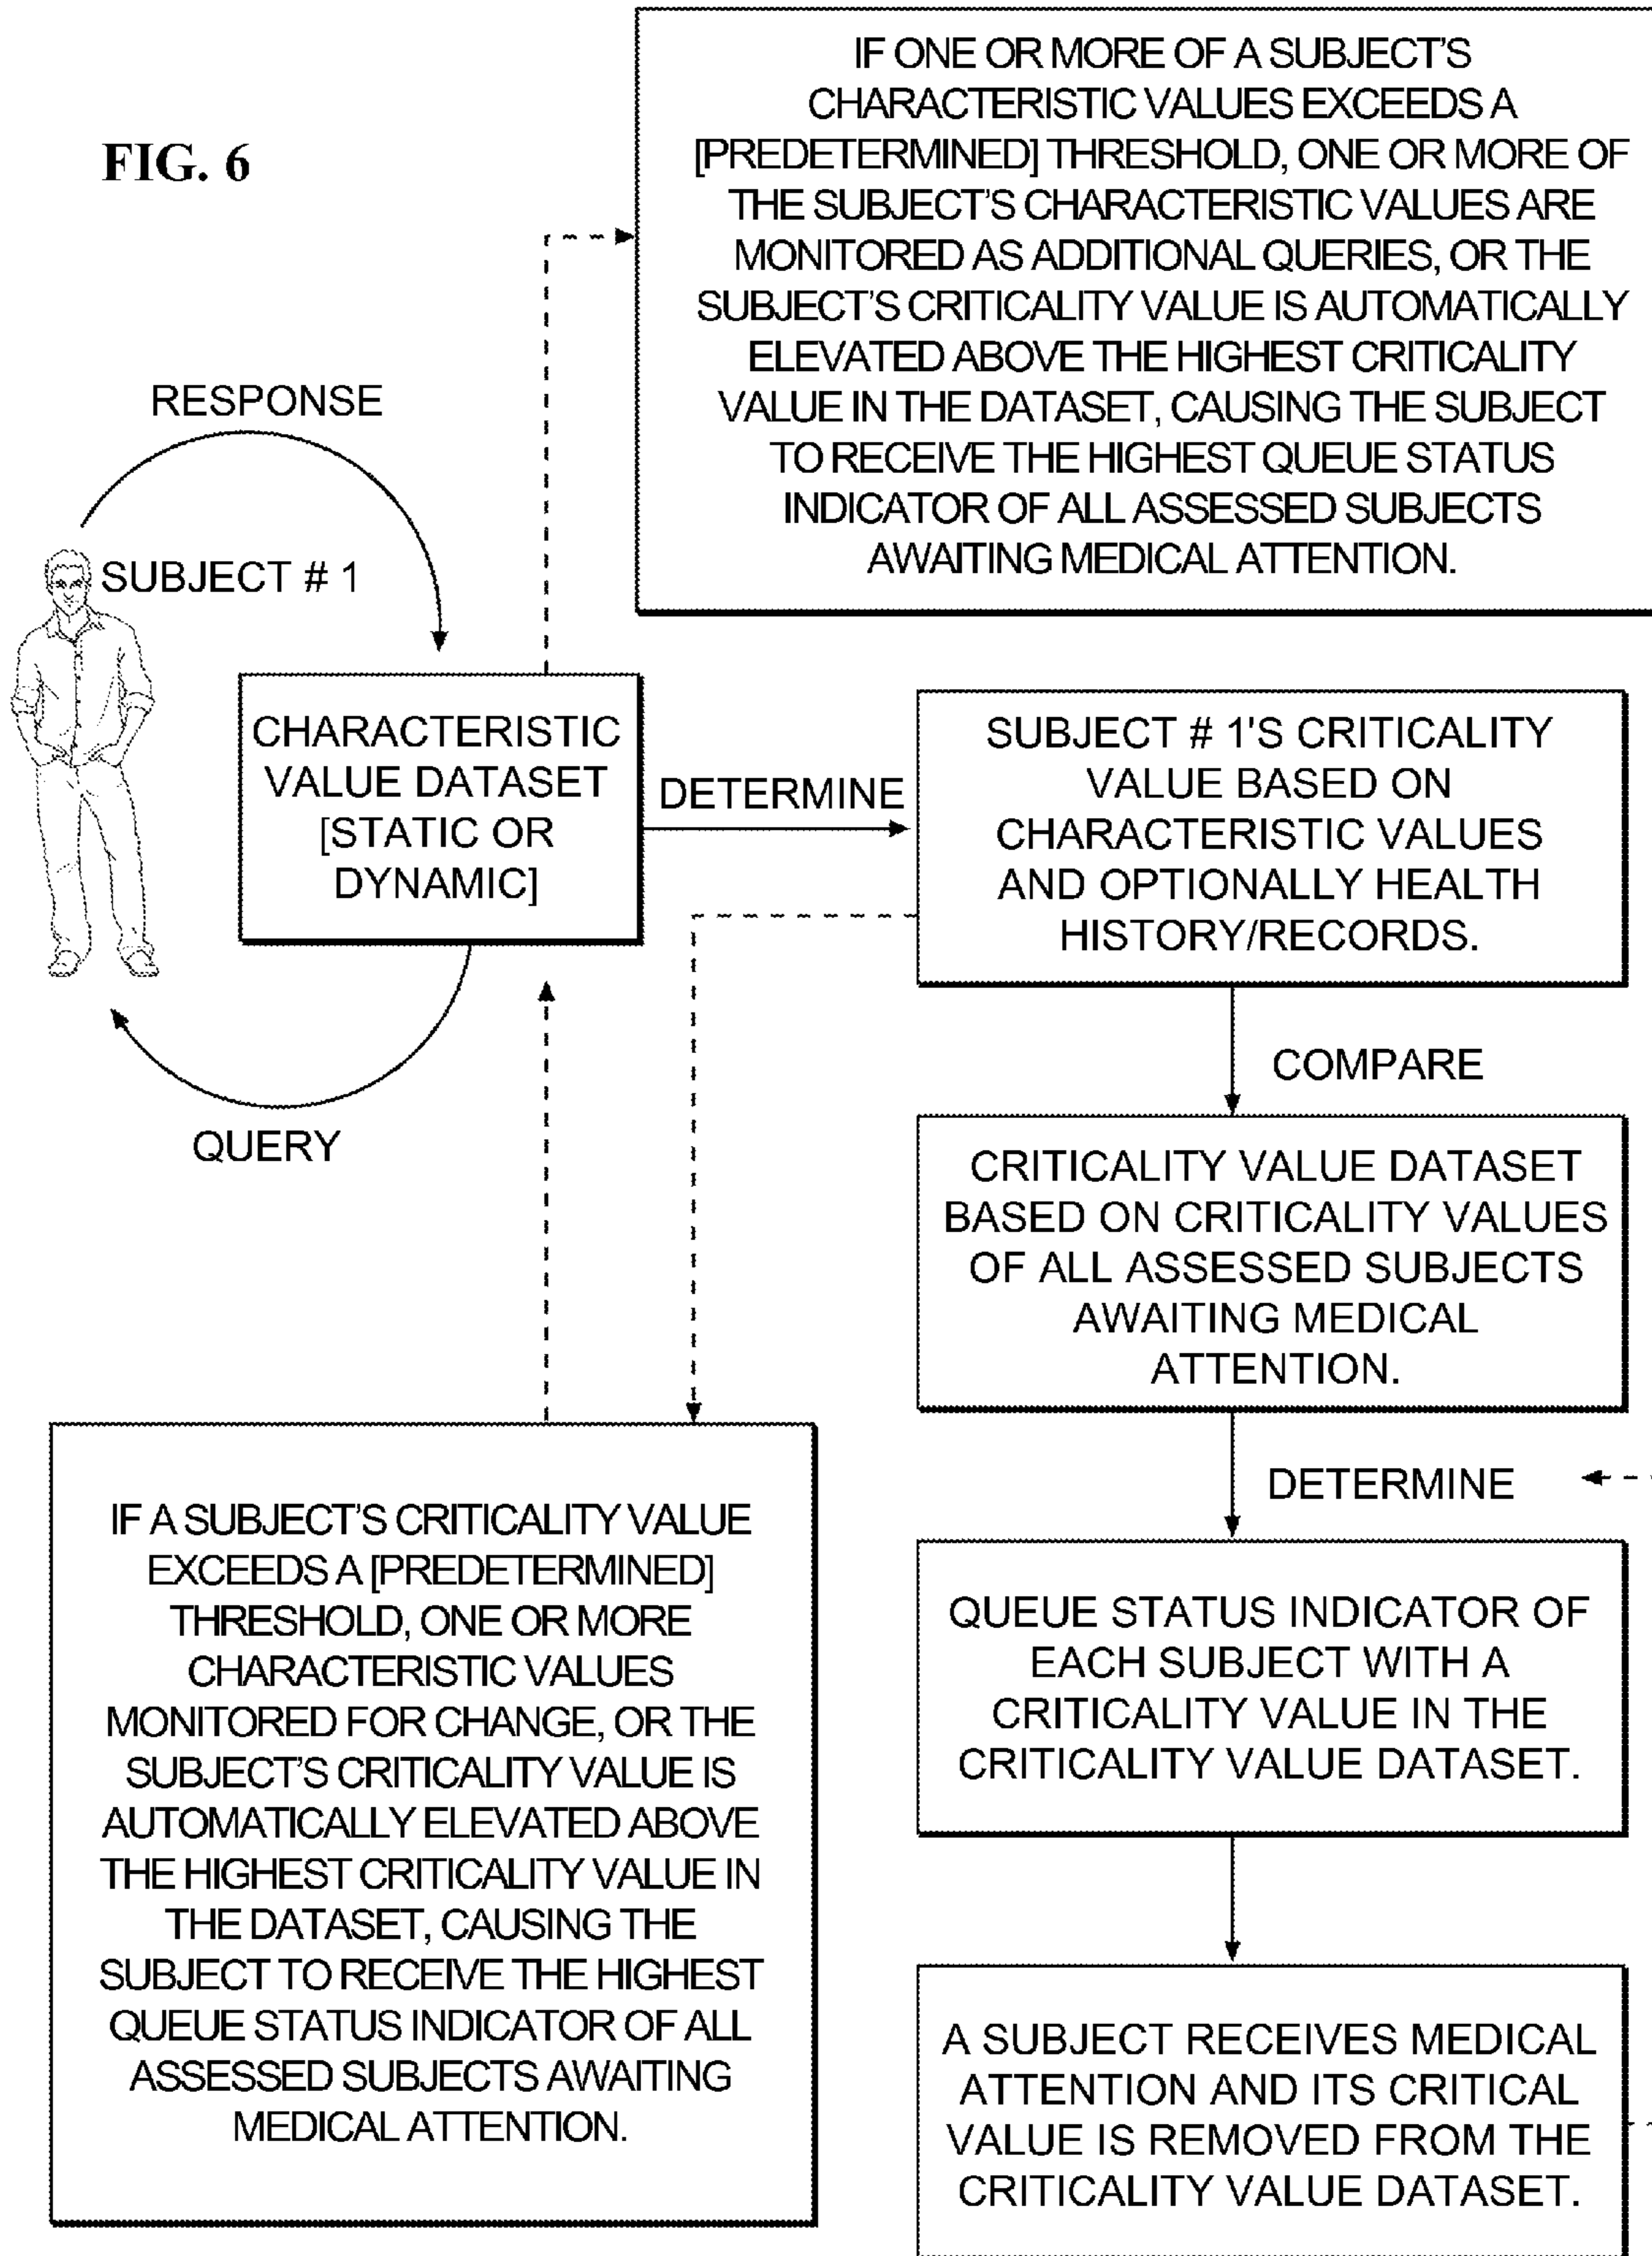 FIG. 6
IF ONE OR MORE OF A SUBJECT'S
CHARACTERISTIC VALUES EXCEEDS A
[PREDETERMINED] THRESHOLD, ONE OR MORE OF
THE SUBJECT'S CHARACTERISTIC VALUES ARE
MONITORED AS ADDITIONAL QUERIES, OR THE
SUBJECT'S CRITICALITY VALUE IS AUTOMATICALLY
ELEVATED ABOVE THE HIGHEST CRITICALITY
VALUE IN THE DATASET, CAUSING THE SUBJECT
TO RECEIVE THE HIGHEST QUEUE STATUS
INDICATOR OF ALL ASSESSED SUBJECTS
AWAITING MEDICAL ATTENTION.
RESPONSE
SUBJECT # 1
CHARACTERISTIC
VALUE DATASET
[STATIC OR
DYNAMIC]
DETERMINE
SUBJECT # 1'S CRITICALITY
VALUE BASED ON
CHARACTERISTIC VALUES
AND OPTIONALLY HEALTH
HISTORY/RECORDS.
QUERY
COMPARE
CRITICALITY VALUE DATASET
BASED ON CRITICALITY VALUES
OF ALL ASSESSED SUBJECTS
AWAITING MEDICAL
ATTENTION.
DETERMINE
IF A SUBJECT'S CRITICALITY VALUE
EXCEEDS A [PREDETERMINED]
THRESHOLD, ONE OR MORE
CHARACTERISTIC VALUES
MONITORED FOR CHANGE, OR THE
SUBJECT'S CRITICALITY VALUE IS
AUTOMATICALLY ELEVATED ABOVE
THE HIGHEST CRITICALITY VALUE IN
THE DATASET, CAUSING THE
SUBJECT TO RECEIVE THE HIGHEST
QUEUE STATUS INDICATOR OF ALL
ASSESSED SUBJECTS AWAITING
MEDICAL ATTENTION.
QUEUE STATUS INDICATOR OF
EACH SUBJECT WITH A
CRITICALITY VALUE IN THE
CRITICALITY VALUE DATASET.
A SUBJECT RECEIVES MEDICAL
ATTENTION AND ITS CRITICAL
VALUE IS REMOVED FROM THE
CRITICALITY VALUE DATASET.